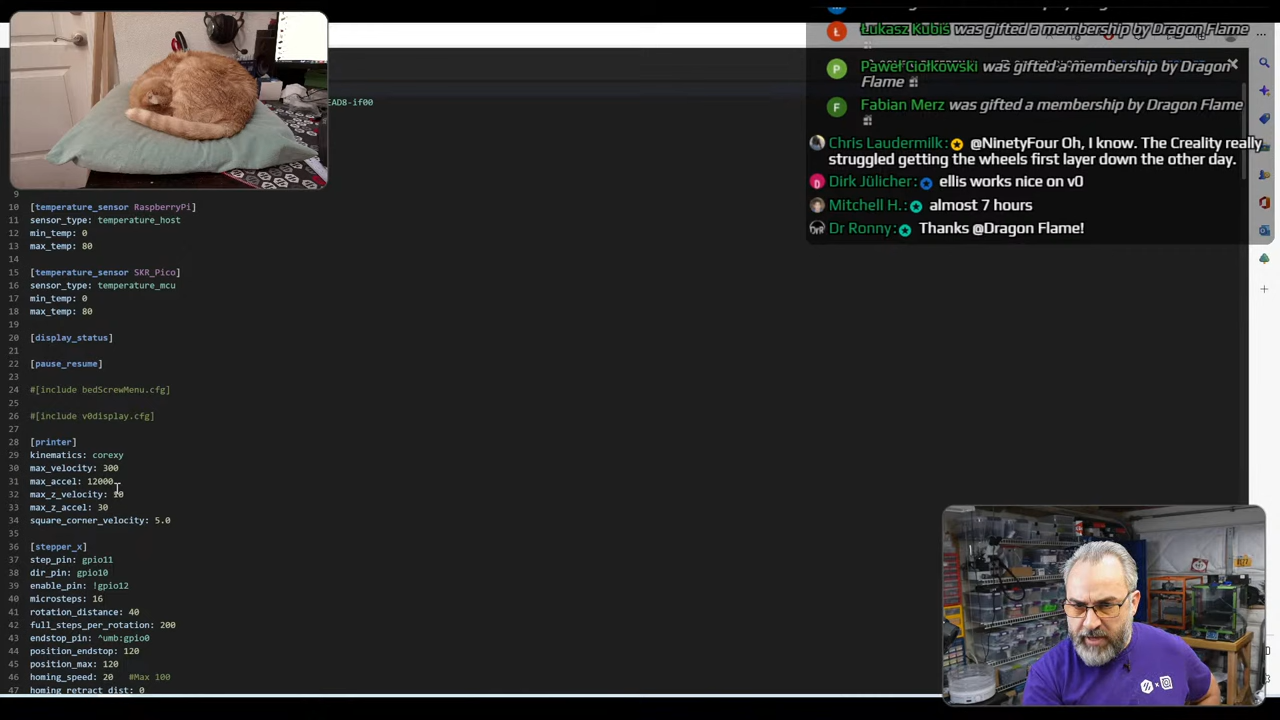 Łukasz Kubiś was gifted a membership by Dragon Flame
Paweł Ciołkowski was gifted a membership by Dragon
Flame
Fabian Merz was gifted a membership by Dragon Flame
Chris Laudermilk: @NinetyFour Oh, I know. The Creality really
struggled getting the wheels first layer down the other day.
Dirk Jülicher: ellis works nice on v0
Mitchell H.: almost 7 hours
Dr Ronny: Thanks @Dragon Flame!
EAD8-if00
9
10 [temperature_sensor RaspberryPi]
11 sensor_type: temperature_host
12 min_temp: 0
13 max_temp: 80
14
15 [temperature_sensor SKR_Pico]
16 sensor_type: temperature_mcu
17 min_temp: 0
18 max_temp: 80
19
20 [display_status]
21
22 [pause_resume]
23
24 #[include bedScrewMenu.cfg]
25
26 #[include v0display.cfg]
27
28 [printer]
29 kinematics: corexy
30 max_velocity: 300
31 max_accel: 12000
32 max_z_velocity:
33 max_z_accel: 30
34 square_corner_velocity: 5.0
35
36 [stepper_x]
37 step_pin: gpio11
38 dir_pin: gpio10
39 enable_pin: !gpio12
40 microsteps: 16
41 rotation_distance: 40
42 full_steps_per_rotation: 200
43 endstop_pin: ^umb:gpio0
44 position_endstop: 120
45 position_max: 120
46 homing_speed: 20 #Max 100
47 homing_retract_dist: 0